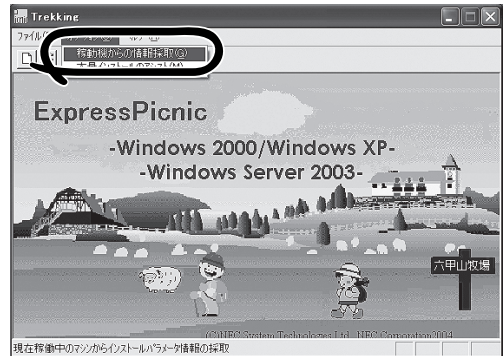 Trekking
ファイル(
稼動機からの情報採取(G)
ExpressPicnic
-Windows 2000/Windows XP-
-Windows Server 2003-
六甲山牧場
(C)NEC System Technologies Ltd., NEC Corporation 2004
現在稼働中のマシンからインストールパラメータ情報の採取